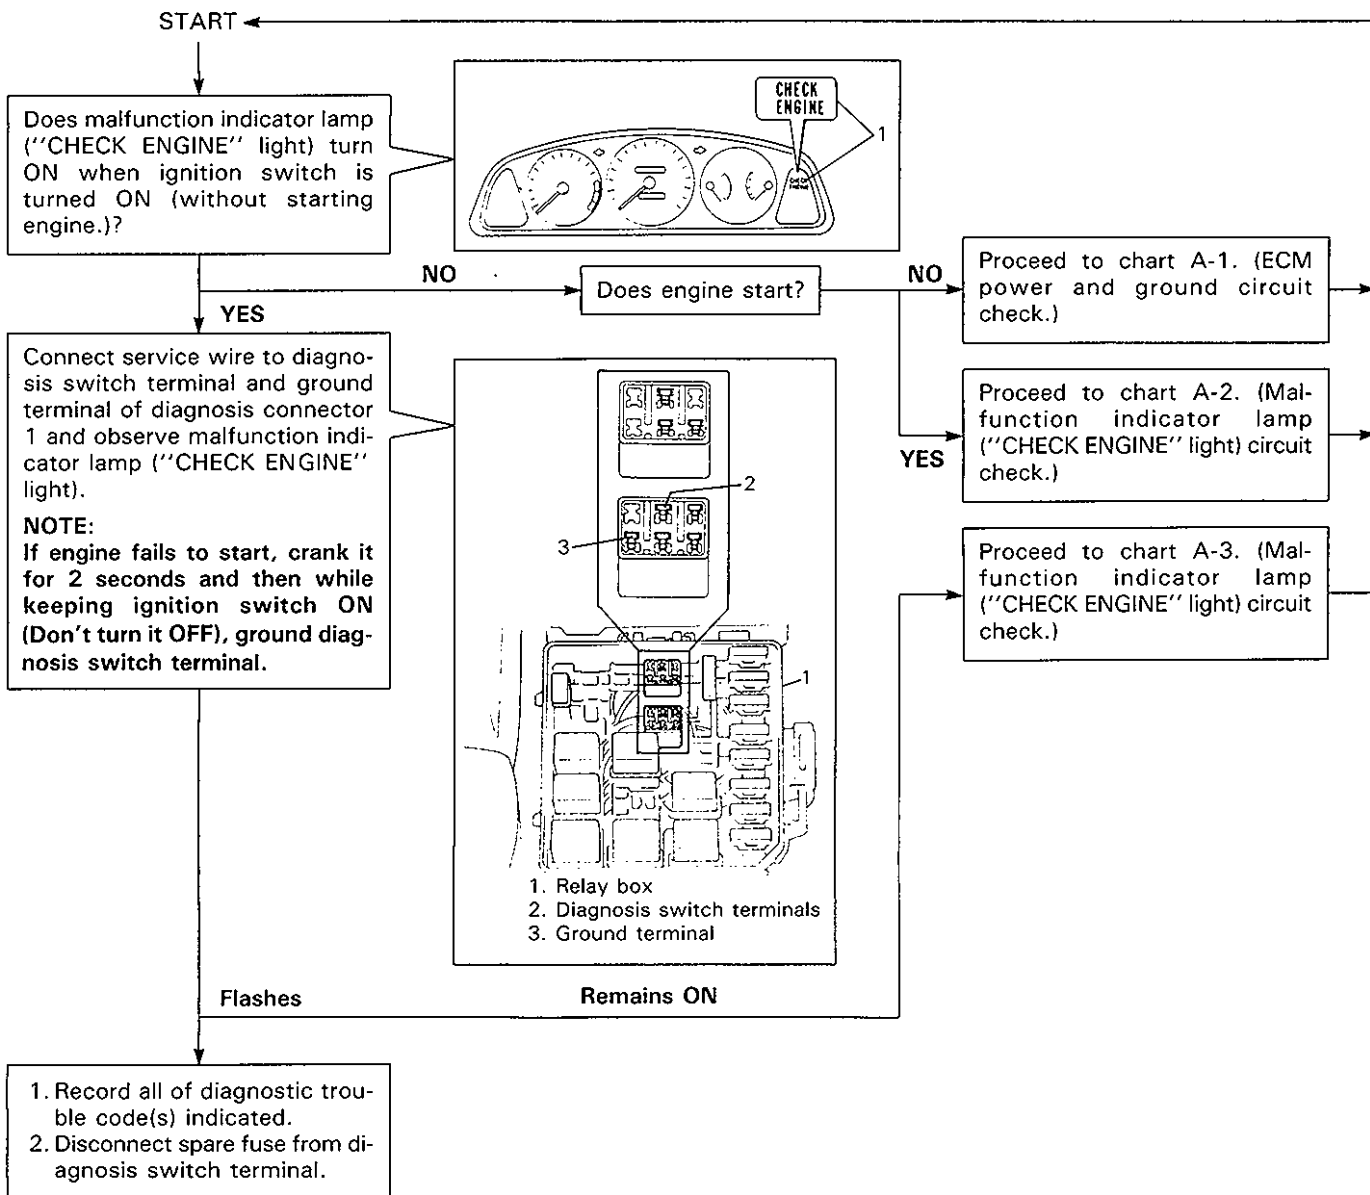 START
Does malfunction indicator lamp
(''CHECK ENGINE'' light) turn
ON when ignition switch is
turned ON (without starting
engine.)?
CHECK
ENGINE
1
NO
Does engine start?
NO
Proceed to chart A-1. (ECM
power and ground circuit
check.)
YES
Connect service wire to diagno-
sis switch terminal and ground
terminal of diagnosis connector
1 and observe malfunction indi-
cator lamp (''CHECK ENGINE''
light).
NOTE:
If engine fails to start, crank it
for 2 seconds and then while
keeping ignition switch ON
(Don't turn it OFF), ground diag-
nosis switch terminal.
2
3
1
1. Relay box
2. Diagnosis switch terminals
3. Ground terminal
YES
Proceed to chart A-2. (Mal-
function indicator lamp
(''CHECK ENGINE'' light) circuit
check.)
Proceed to chart A-3. (Mal-
function indicator lamp
(''CHECK ENGINE'' light) circuit
check.)
Flashes
Remains ON
1. Record all of diagnostic trou-
ble code(s) indicated.
2. Disconnect spare fuse from di-
agnosis switch terminal.